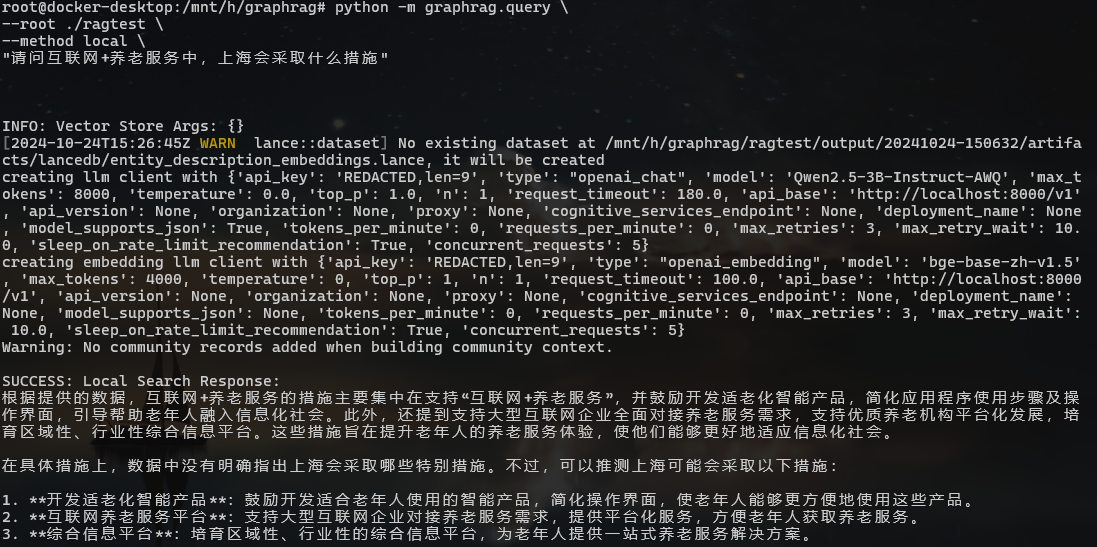 root@docker-desktop:/mnt/h/graphrag# python -m graphrag.query \
--root ./ragtest \
--method local \
"请问互联网+养老服务中，上海会采取什么措施"
INFO: Vector Store Args: {}
[2024-10-24T15:26:45Z WARN  lance::dataset] No existing dataset at /mnt/h/graphrag/ragtest/output/20241024-150632/artifa
cts/lancedb/entity_description_embeddings.lance, it will be created
creating llm client with {'api_key': 'REDACTED,len=9', 'type': "openai_chat", 'model': 'Qwen2.5-3B-Instruct-AWQ', 'max_t
okens': 8000, 'temperature': 0.0, 'top_p': 1.0, 'n': 1, 'request_timeout': 180.0, 'api_base': 'http://localhost:8000/v1'
, 'api_version': None, 'organization': None, 'proxy': None, 'cognitive_services_endpoint': None, 'deployment_name': None
, 'model_supports_json': True, 'tokens_per_minute': 0, 'requests_per_minute': 0, 'max_retries': 3, 'max_retry_wait': 10.
0, 'sleep_on_rate_limit_recommendation': True, 'concurrent_requests': 5}
creating embedding llm client with {'api_key': 'REDACTED,len=9', 'type': "openai_embedding", 'model': 'bge-base-zh-v1.5'
, 'max_tokens': 4000, 'temperature': 0, 'top_p': 1, 'n': 1, 'request_timeout': 100.0, 'api_base': 'http://localhost:8000
/v1', 'api_version': None, 'organization': None, 'proxy': None, 'cognitive_services_endpoint': None, 'deployment_name':
None, 'model_supports_json': None, 'tokens_per_minute': 0, 'requests_per_minute': 0, 'max_retries': 3, 'max_retry_wait':
10.0, 'sleep_on_rate_limit_recommendation': True, 'concurrent_requests': 5}
Warning: No community records added when building community context.
SUCCESS: Local Search Response:
根据提供的数据，互联网+养老服务的措施主要集中在支持“互联网+养老服务”，并鼓励开发适老化智能产品，简化应用程序使用步骤及操
作界面，引导帮助老年人融入信息化社会。此外，还提到支持大型互联网企业全面对接养老服务需求，支持优质养老机构平台化发展，培
育区域性、行业性综合信息平台。这些措施旨在提升老年人的养老服务体验，使他们能够更好地适应信息化社会。
在具体措施上，数据中没有明确指出上海会采取哪些特别措施。不过，可以推测上海可能会采取以下措施：
1. **开发适老化智能产品**：鼓励开发适合老年人使用的智能产品，简化操作界面，使老年人能够更方便地使用这些产品。
2. **互联网养老服务平台**：支持大型互联网企业对接养老服务需求，提供平台化服务，方便老年人获取养老服务。
3. **综合信息平台**：培育区域性、行业性的综合信息平台，为老年人提供一站式养老服务解决方案。